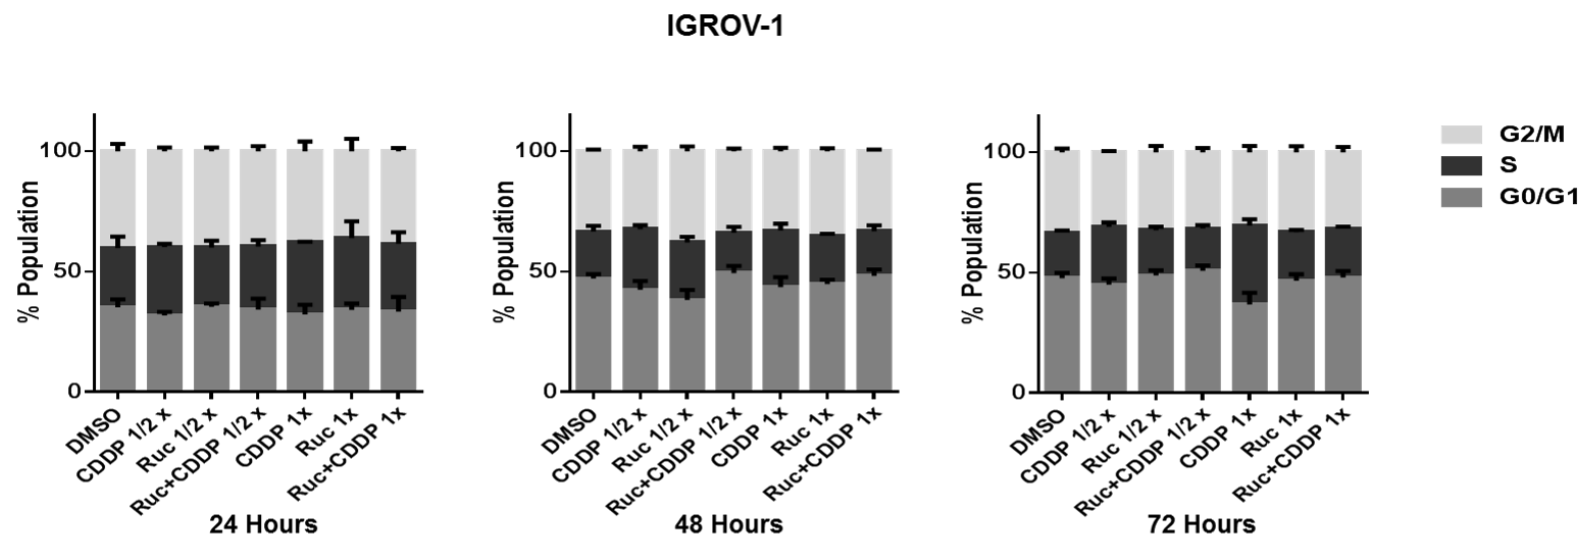 IGROV-1
% Population
100
50
0
DMSO
CDDP 1/2 x
Ruc 1/2 x
Ruc+CDDP 1/2 x
CDDP 1x
Ruc 1x
Ruc+CDDP 1x
24 Hours
% Population
100
50
0
DMSO
CDDP 1/2 x
Ruc 1/2 x
Ruc+CDDP 1/2 x
CDDP 1x
Ruc 1x
Ruc+CDDP 1x
48 Hours
% Population
100
50
0
DMSO
CDDP 1/2 x
Ruc 1/2 x
Ruc+CDDP 1/2 x
CDDP 1x
Ruc 1x
Ruc+CDDP 1x
72 Hours
G2/M
S
G0/G1